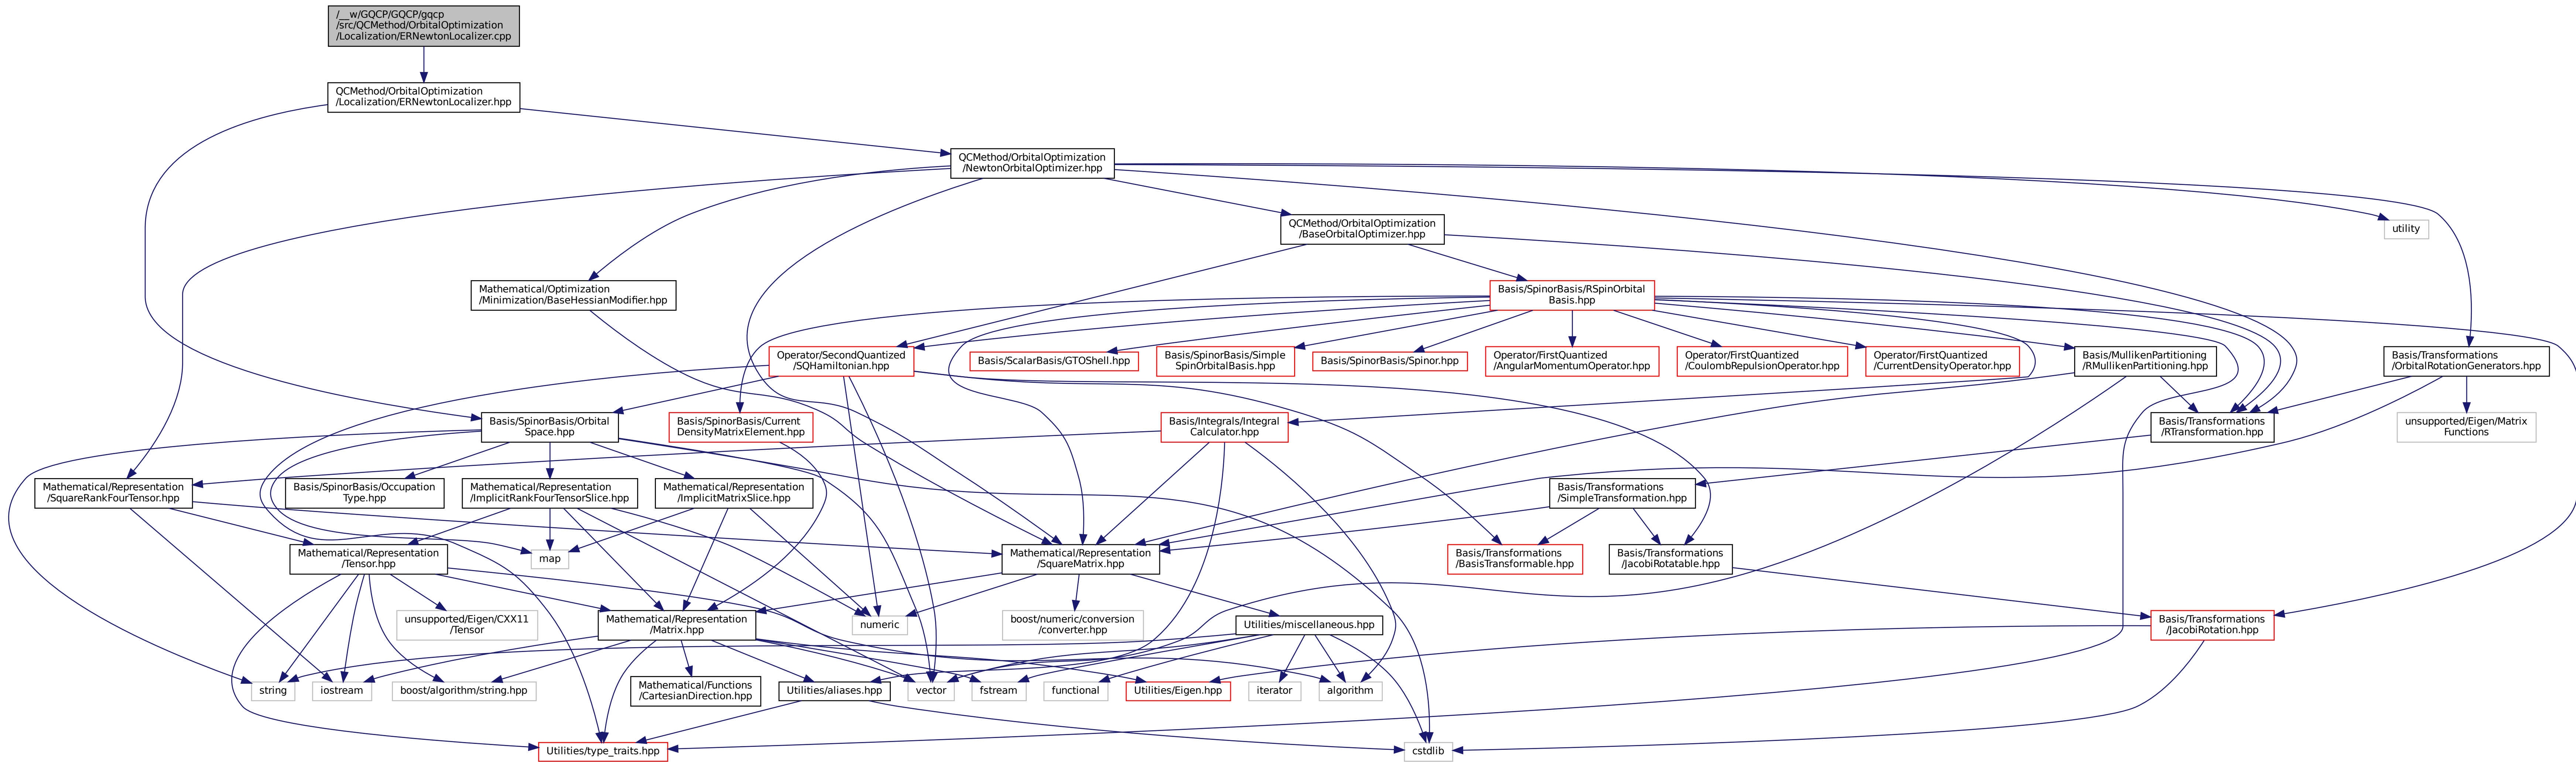 /__w/GQCP/GQCP/gqcp
/src/QCMethod/OrbitalOptimization
/Localization/ERNewtonLocalizer.cpp
QCMethod/OrbitalOptimization
/Localization/ERNewtonLocalizer.hpp
QCMethod/OrbitalOptimization
/NewtonOrbitalOptimizer.hpp
QCMethod/OrbitalOptimization
/BaseOrbitalOptimizer.hpp
utility
Mathematical/Optimization
/Minimization/BaseHessianModifier.hpp
Basis/SpinorBasis/RSpinOrbital
Basis.hpp
Operator/SecondQuantized
/SQHamiltonian.hpp
Basis/ScalarBasis/GTOShell.hpp
Basis/SpinorBasis/Simple
SpinOrbitalBasis.hpp
Basis/SpinorBasis/Spinor.hpp
Operator/FirstQuantized
/AngularMomentumOperator.hpp
Operator/FirstQuantized
/CoulombRepulsionOperator.hpp
Operator/FirstQuantized
/CurrentDensityOperator.hpp
Basis/MullikenPartitioning
/RMullikenPartitioning.hpp
Basis/Transformations
/OrbitalRotationGenerators.hpp
Basis/SpinorBasis/Orbital
Space.hpp
Basis/SpinorBasis/Current
DensityMatrixElement.hpp
Basis/Integrals/Integral
Calculator.hpp
Basis/Transformations
/RTransformation.hpp
unsupported/Eigen/Matrix
Functions
Mathematical/Representation
/SquareRankFourTensor.hpp
Basis/SpinorBasis/Occupation
Type.hpp
Mathematical/Representation
/ImplicitRankFourTensorSlice.hpp
Mathematical/Representation
/ImplicitMatrixSlice.hpp
Basis/Transformations
/SimpleTransformation.hpp
Mathematical/Representation
/Tensor.hpp
map
Mathematical/Representation
/SquareMatrix.hpp
Basis/Transformations
/BasisTransformable.hpp
Basis/Transformations
/JacobiRotatable.hpp
unsupported/Eigen/CXX11
/Tensor
Mathematical/Representation
/Matrix.hpp
numeric
boost/numeric/conversion
/converter.hpp
Utilities/miscellaneous.hpp
Basis/Transformations
/JacobiRotation.hpp
string
iostream
boost/algorithm/string.hpp
Mathematical/Functions
/CartesianDirection.hpp
Utilities/aliases.hpp
vector
fstream
functional
Utilities/Eigen.hpp
iterator
algorithm
Utilities/type_traits.hpp
cstdlib